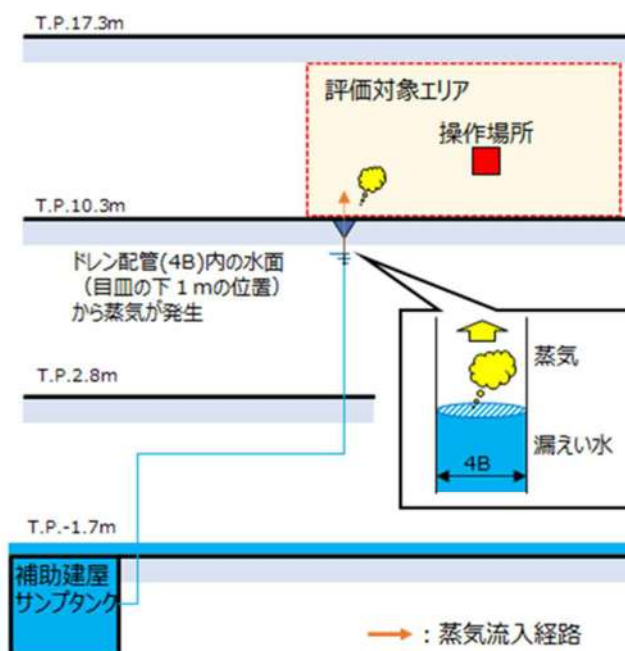 T.P.17.3m
評価対象エリア
操作場所
T.P.10.3m
ドレン配管(4B)内の水面
（目皿の下１mの位置）
から蒸気が発生
蒸気
T.P.2.8m
漏えい水
4B
T.P.-1.7m
補助建屋
サンプタンク
：蒸気流入経路